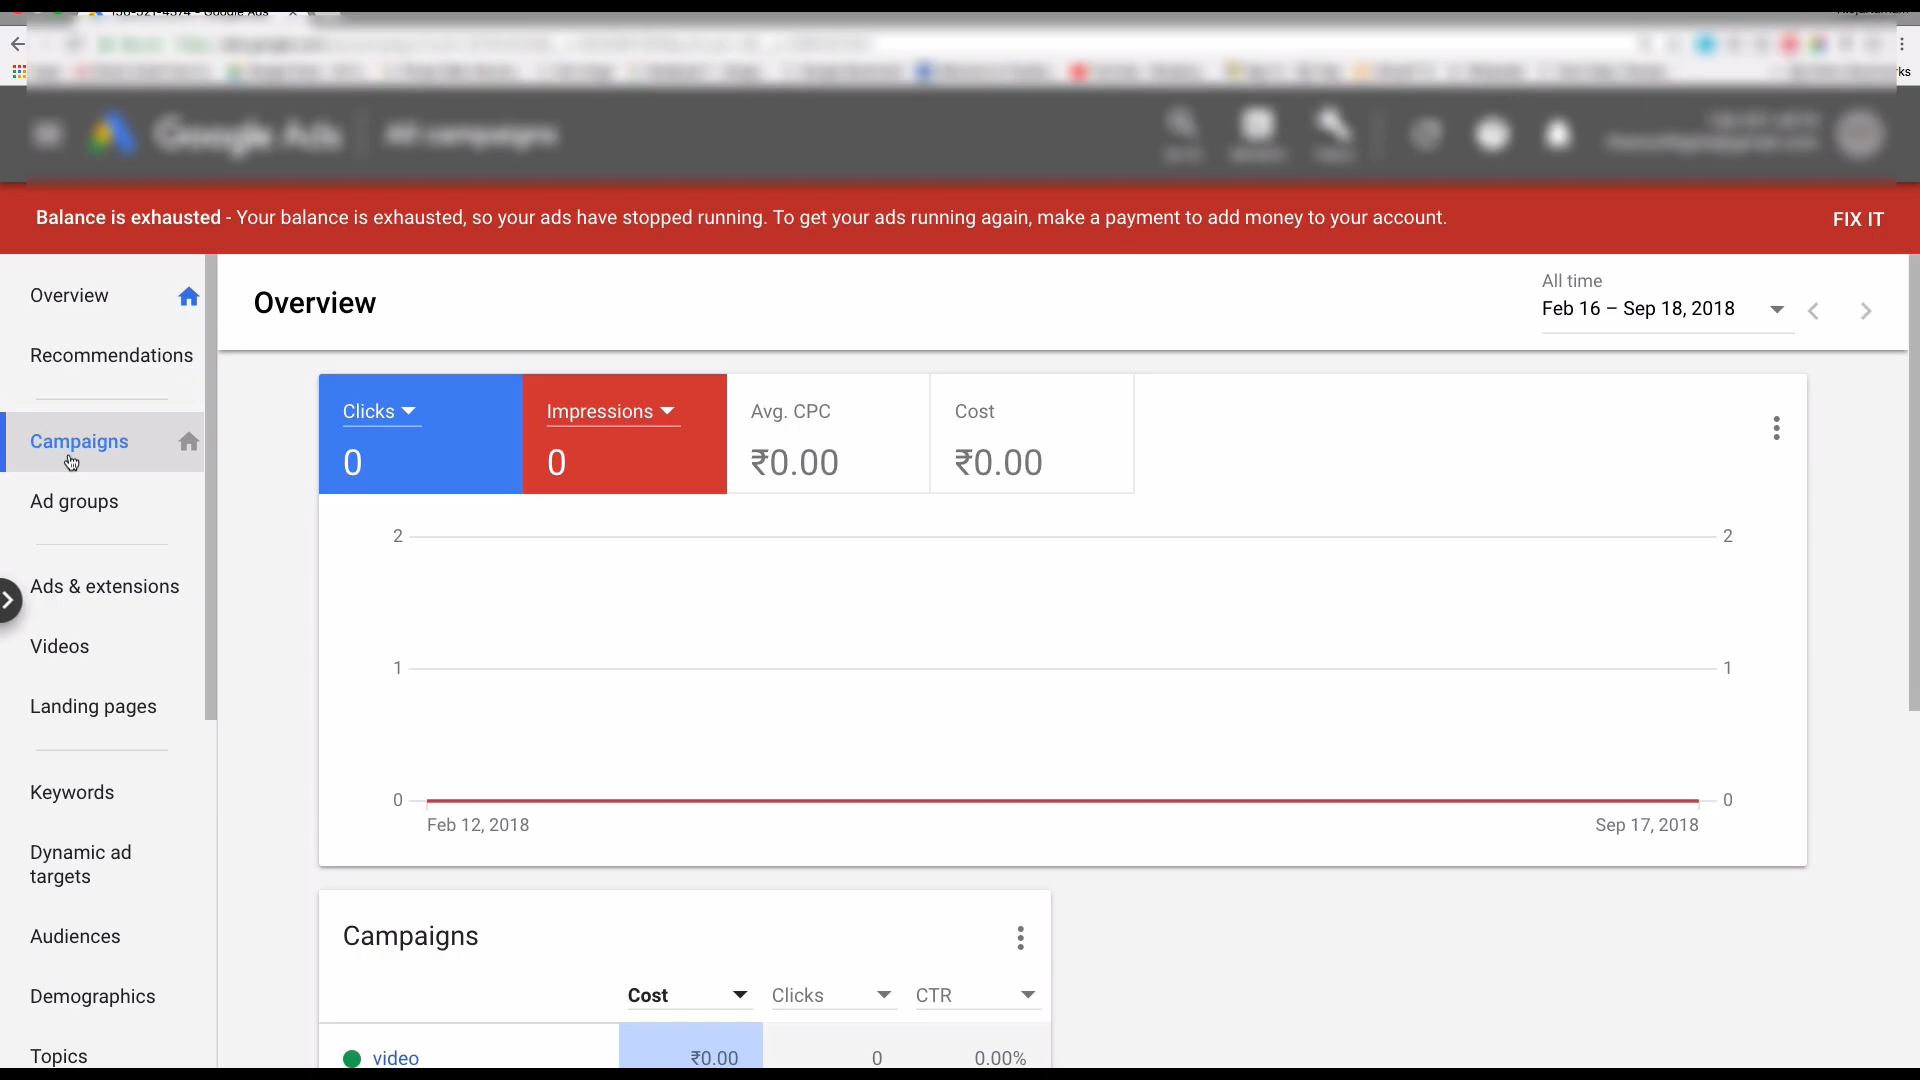 Google Ads
All campaigns
Balance is exhausted - Your balance is exhausted, so your ads have stopped running. To get your ads running again, make a payment to add money to your account.
FIX IT
Overview
Recommendations
Campaigns
Ad groups
Ads & extensions
Videos
Landing pages
Keywords
Dynamic ad
targets
Audiences
Demographics
Topics
Overview
All time
Feb 16 – Sep 18, 2018
Clicks
0
Impressions
0
Avg. CPC
₹0.00
Cost
₹0.00
2 2
1 1
0 0
Feb 12, 2018 Sep 17, 2018
Campaigns
Cost Clicks CTR
video ₹0.00 0 0.00%